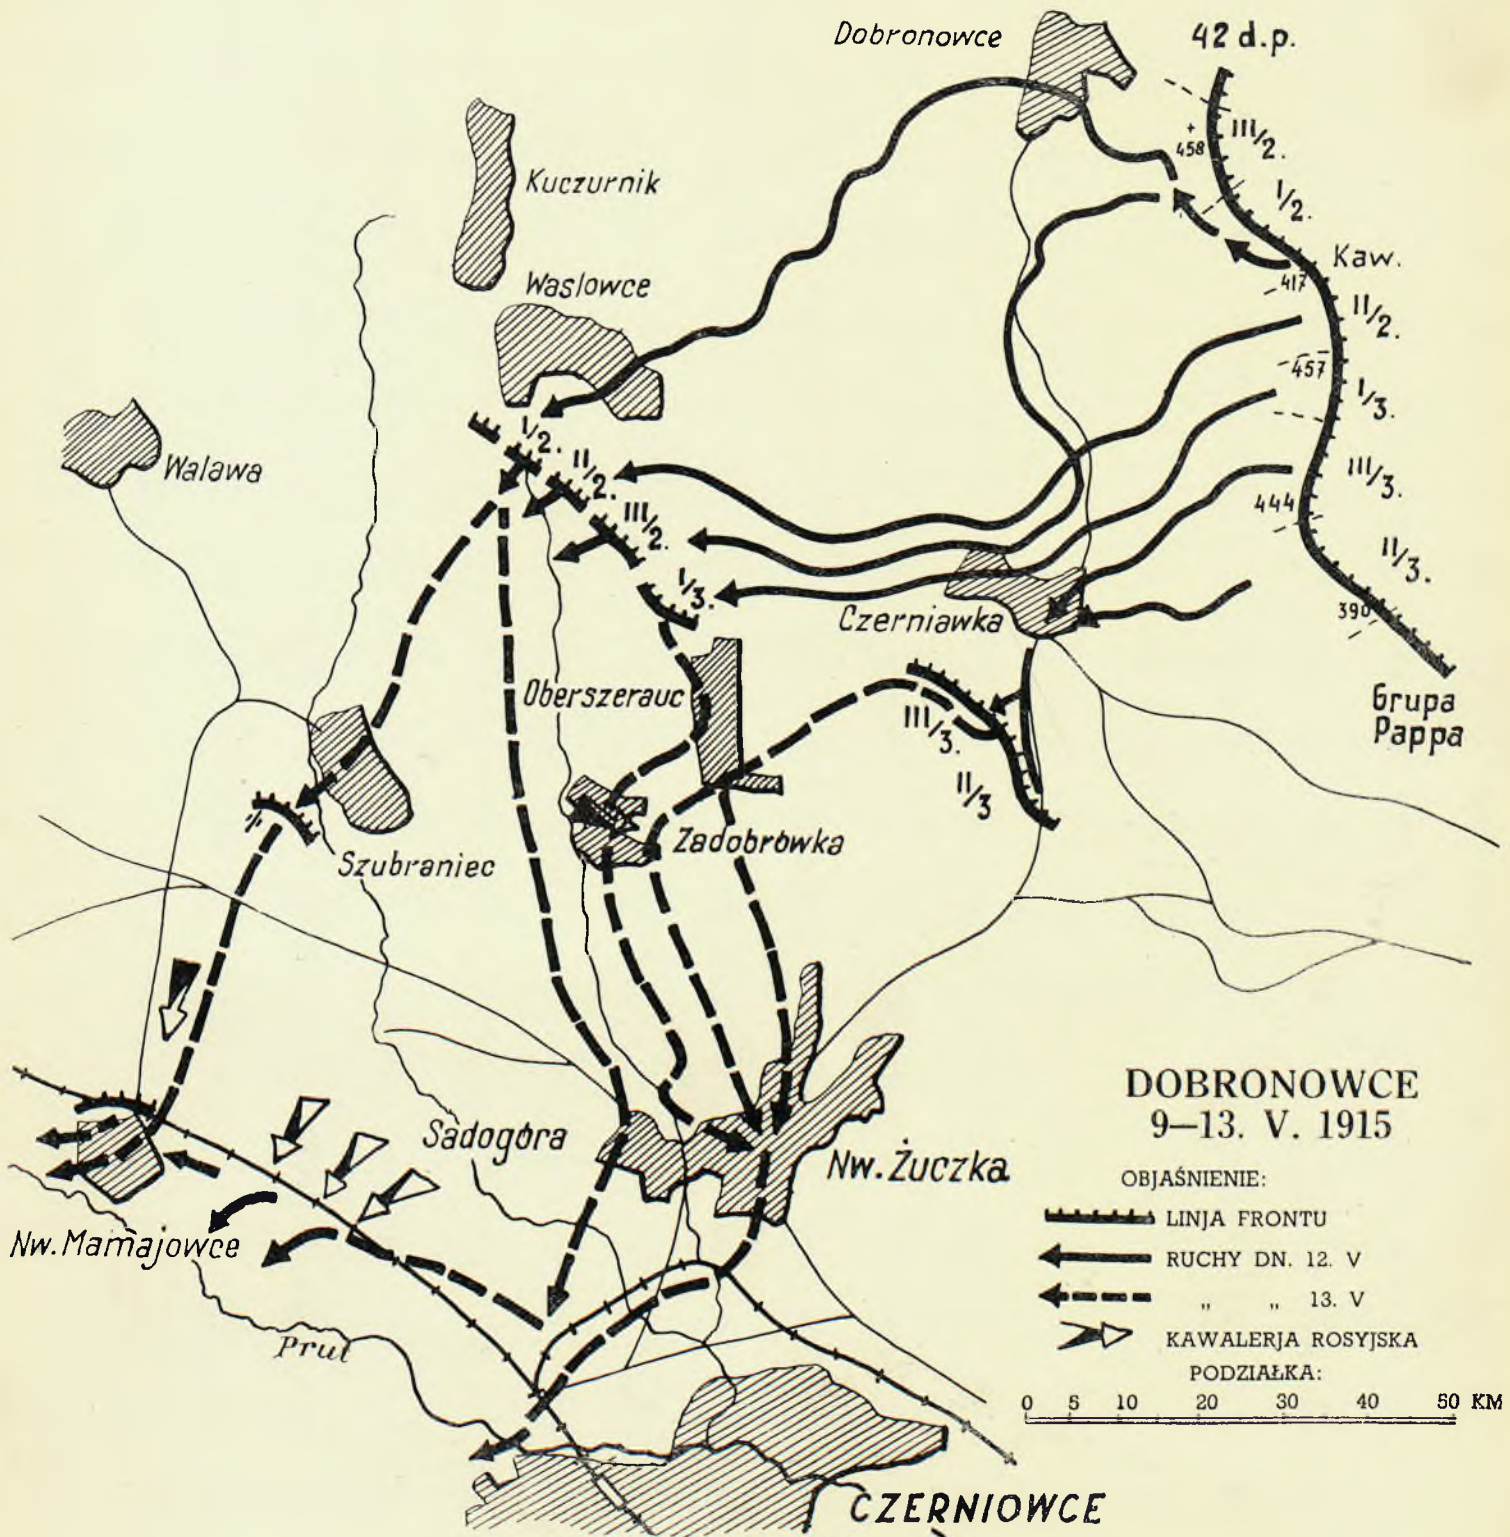 Dobronowce
42 d.p.
III/2.
458
I/2.
Kuczurnik
Kaw.
417
Waslowce
II/2.
457
I/3.
Walawa
I/2.
II/2.
III/3.
444
III/2.
II/3.
I/3.
Czerniawka
390
Oberszerauc
III/3.
Grupa
Pappa
II/3
Zadobrówka
Szubraniec
DOBRONOWCE
9—13. V. 1915
Sadogóra
Nw. Żuczka
OBJAŚNIENIE:
LINJA FRONTU
Nw. Mamajowce
RUCHY DN. 12. V
„ „ 13. V
Prut
KAWALERJA ROSYJSKA
PODZIAŁKA:
0 5 10 20 30 40 50 KM
CZERNIOWCE